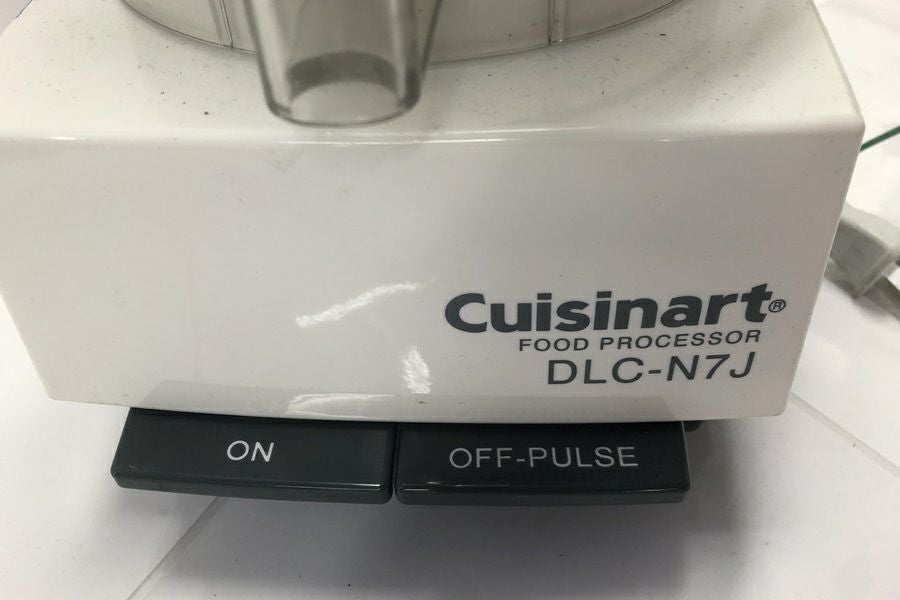 Cuisinart®
FOOD PROCESSOR
DLC-N7J
ON
OFF-PULSE